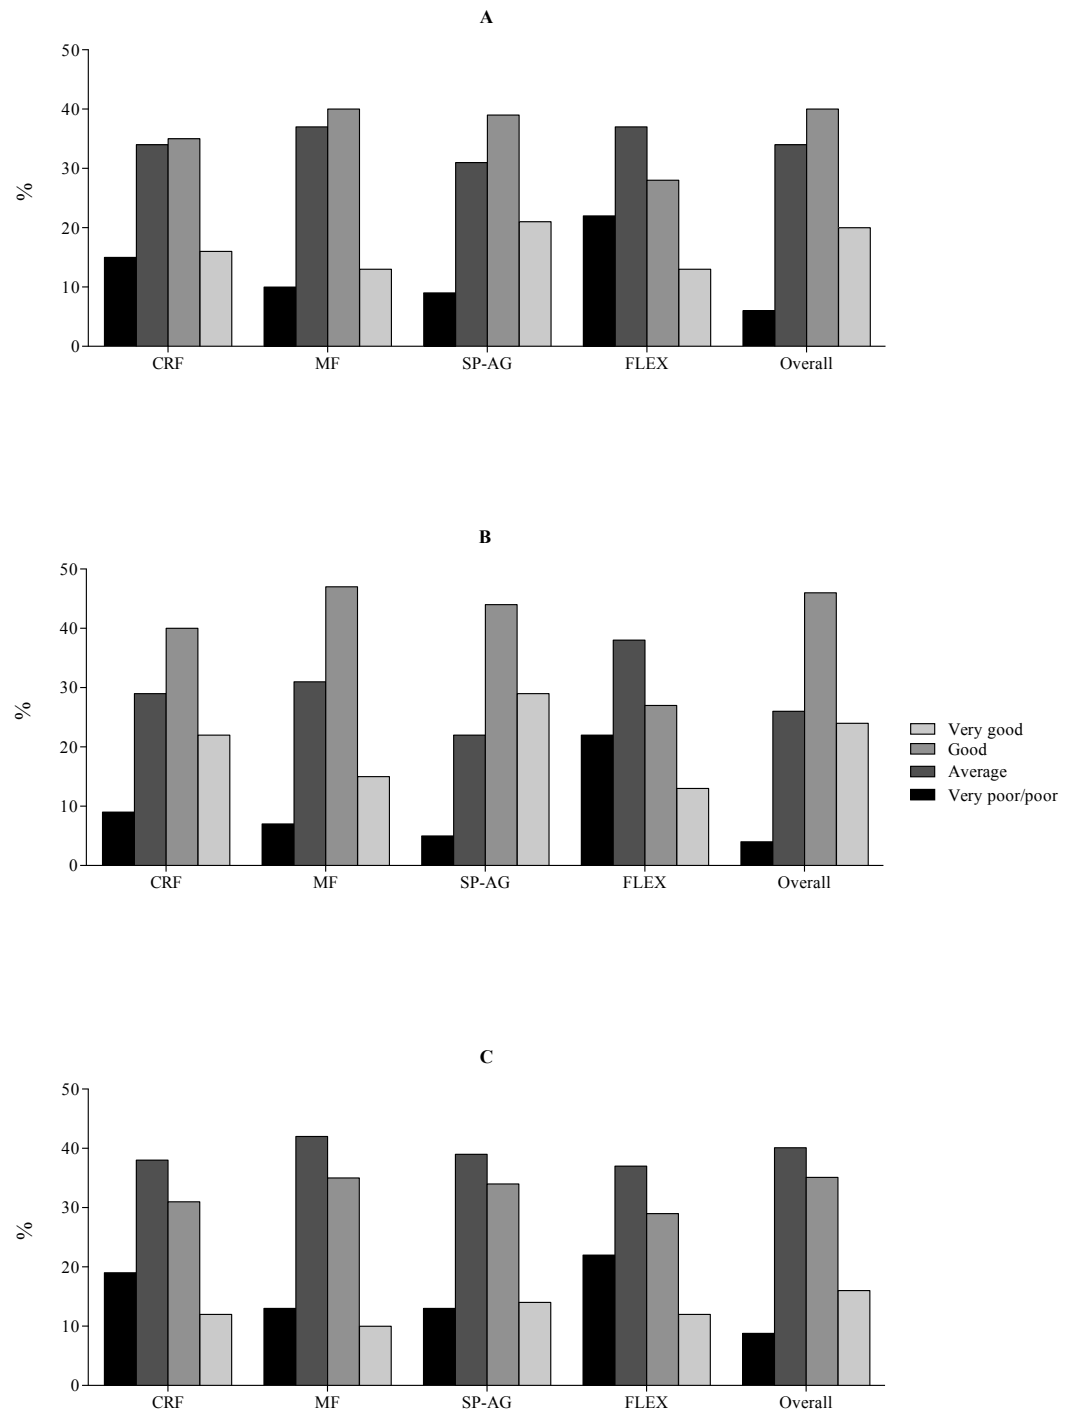 A
50
40
30
20
10
0
%
CRF MF SP-AG FLEX Overall
B
50
40
30
20
10
0
%
CRF MF SP-AG FLEX Overall
Very good
Good
Average
Very poor/poor
C
50
40
30
20
10
0
%
CRF MF SP-AG FLEX Overall